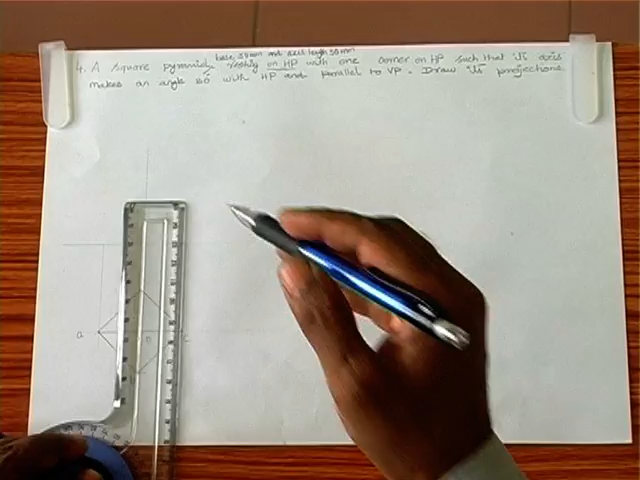 base 30mm and axis length 50mm
4. A square pyramid, resting on HP with one corner on HP such that its axis
makes an angle 30° with HP and parallel to VP. Draw its projections
a o c